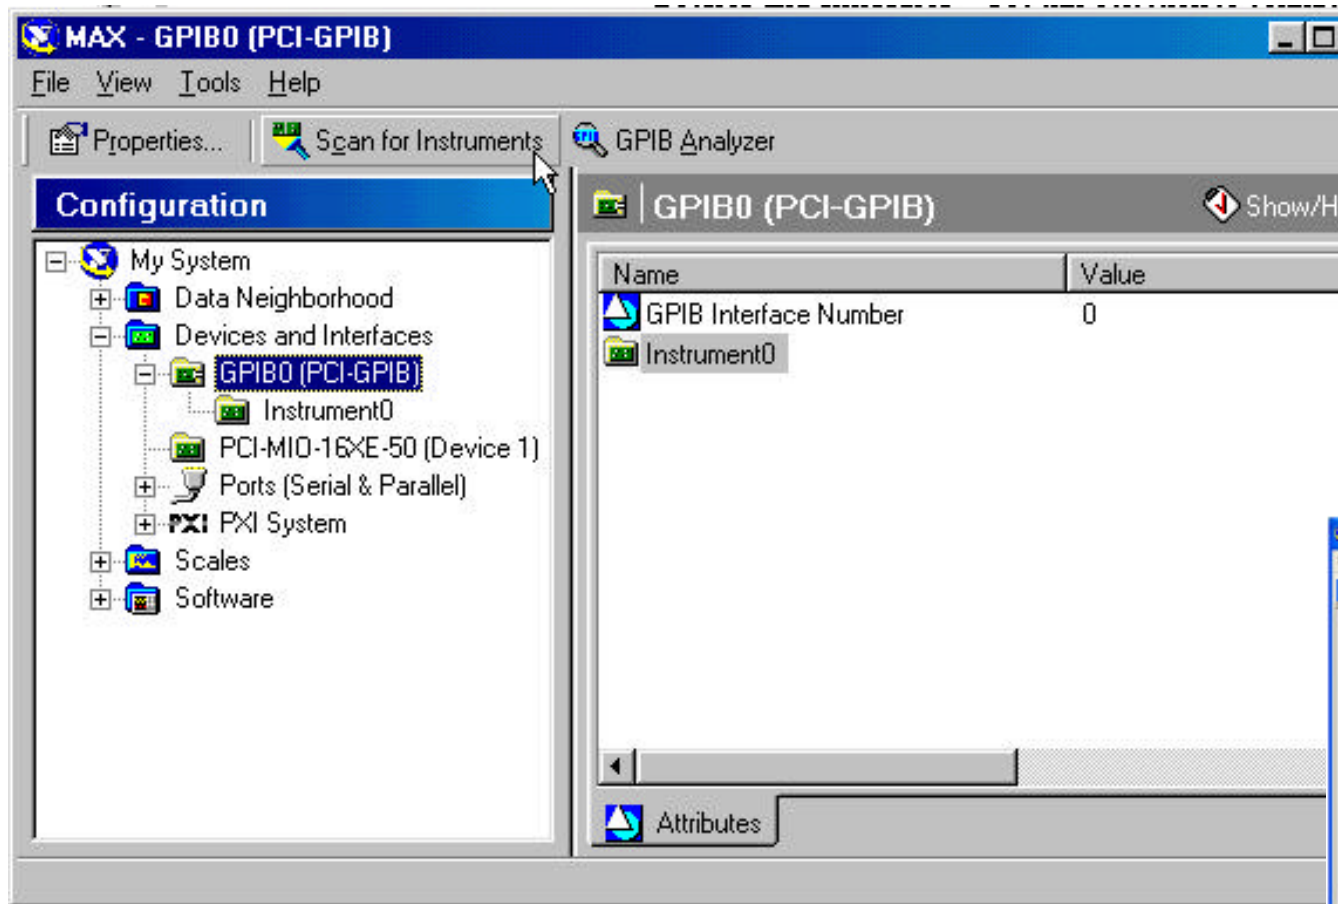 MAX - GPIB0 (PCI-GPIB)
File View Tools Help
Properties... Scan for Instruments GPIB Analyzer
Configuration
GPIB0 (PCI-GPIB) Show/H
My System
Data Neighborhood
Devices and Interfaces
GPIB0 (PCI-GPIB)
Instrument0
PCI-MIO-16XE-50 (Device 1)
Ports (Serial & Parallel)
PXI PXI System
Scales
Software
Name Value
GPIB Interface Number 0
Instrument0
Attributes